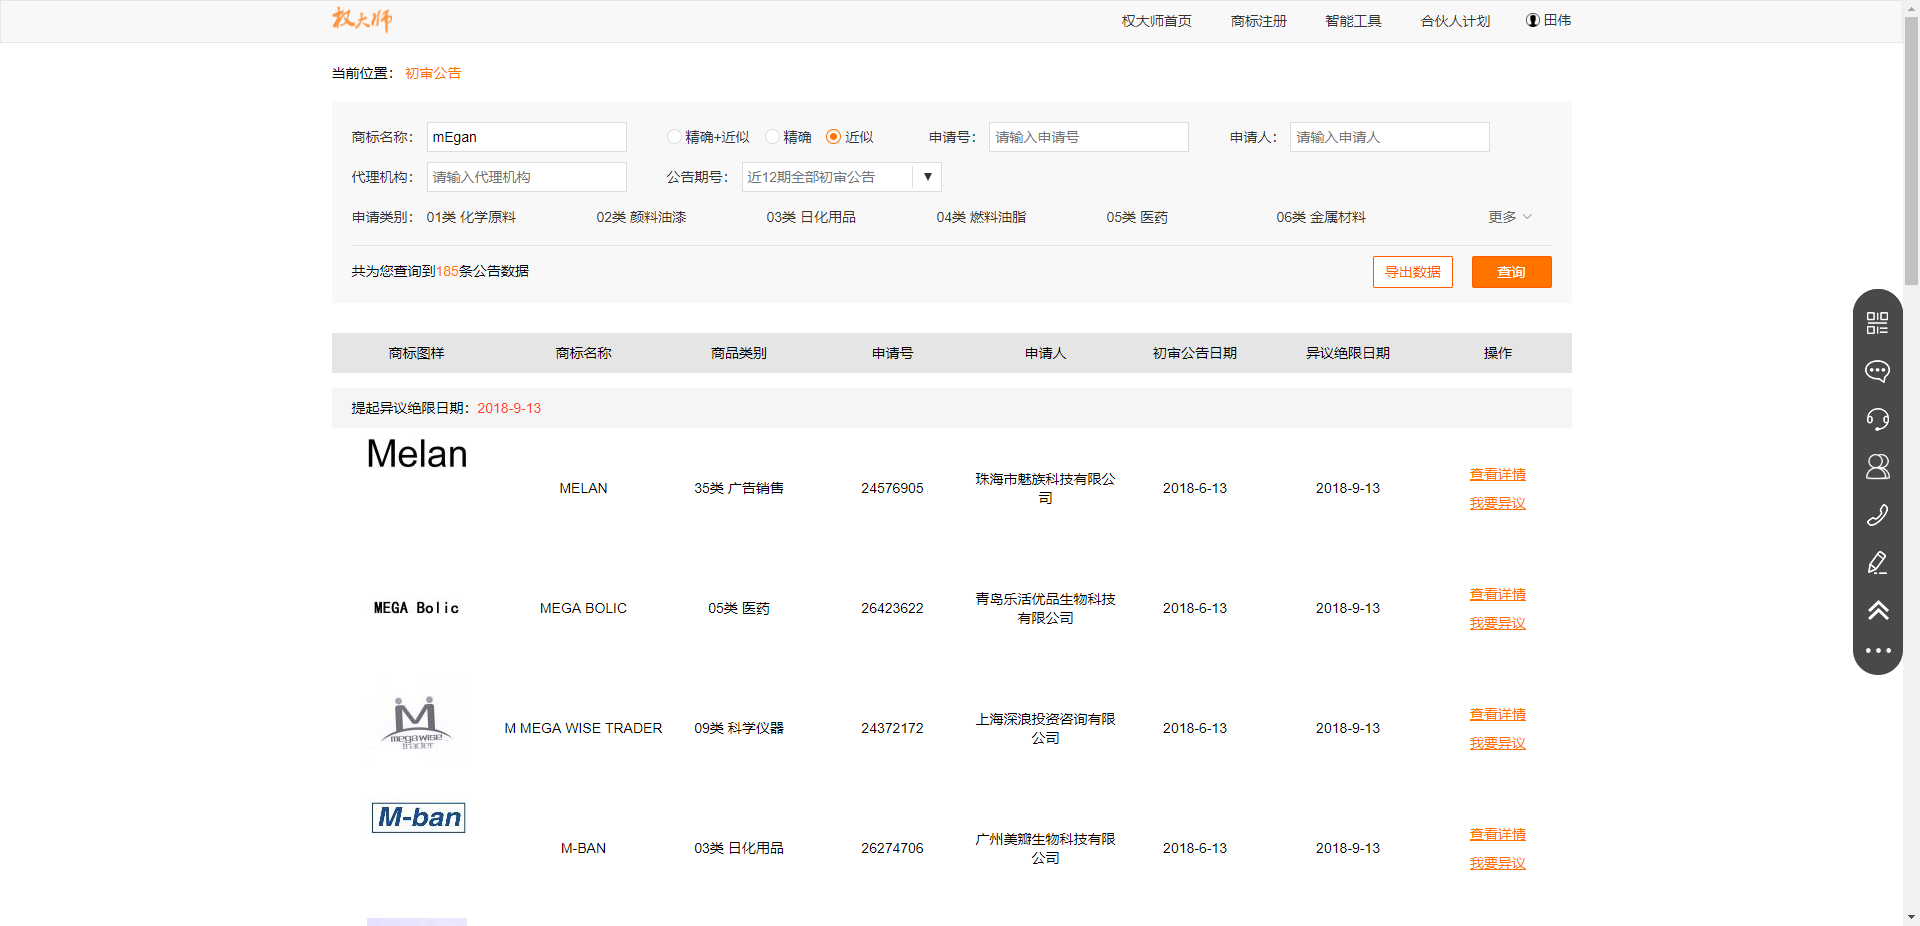 权大师
权大师首页 商标注册 智能工具 合伙人计划 田伟
当前位置： 初审公告
商标名称： mEgan 精确+近似 精确 近似 申请号： 请输入申请号 申请人： 请输入申请人
代理机构： 请输入代理机构 公告期号： 近12期全部初审公告
申请类别： 01类 化学原料 02类 颜料油漆 03类 日化用品 04类 燃料油脂 05类 医药 06类 金属材料 更多
共为您查询到185条公告数据 导出数据 查询
商标图样 商标名称 商品类别 申请号 申请人 初审公告日期 异议绝限日期 操作
提起异议绝限日期：2018-9-13
Melan
MELAN 35类 广告销售 24576905 珠海市魅族科技有限公
司 2018-6-13 2018-9-13 查看详情
我要异议
MEGA Bolic MEGA BOLIC 05类 医药 26423622 青岛乐活优品生物科技
有限公司 2018-6-13 2018-9-13 查看详情
我要异议
megawise
trader
M MEGA WISE TRADER 09类 科学仪器 24372172 上海深浪投资咨询有限
公司 2018-6-13 2018-9-13 查看详情
我要异议
M-ban
M-BAN 03类 日化用品 26274706 广州美瓣生物科技有限
公司 2018-6-13 2018-9-13 查看详情
我要异议